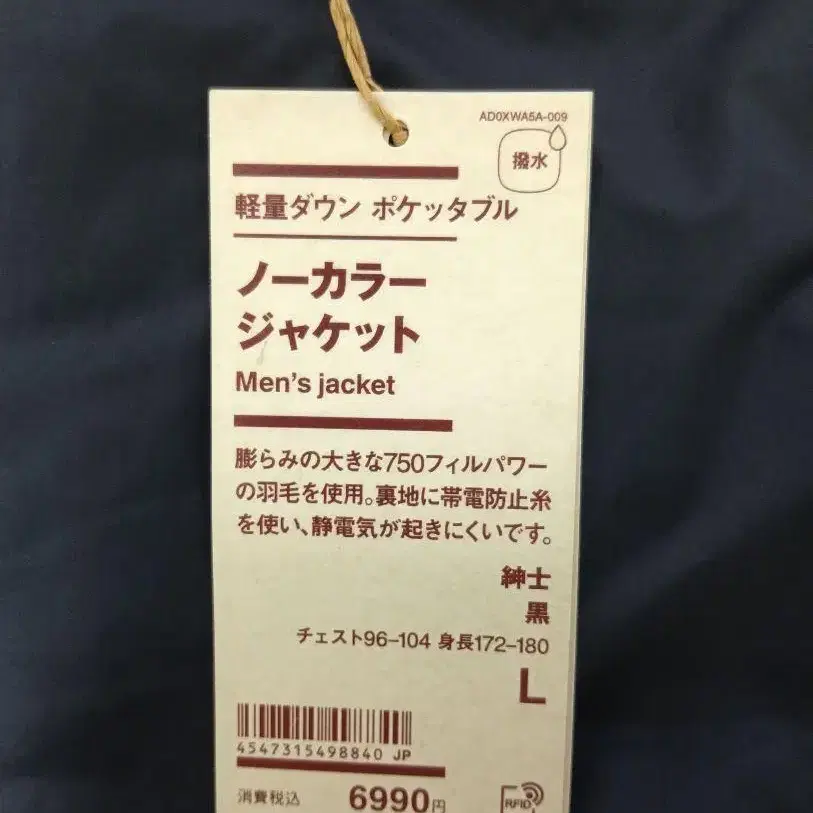 AD0XWA5A-009
撥水
軽量ダウン ポケッタブル
ノーカラー
ジャケット
Men's jacket
膨らみの大きな750フィルパワー
の羽毛を使用。裏地に帯電防止糸
を使い、静電気が起きにくいです。
紳士
黒
チェスト96–104 身長172–180
L
4547315498840 JP
消費税込 6990円
RFID